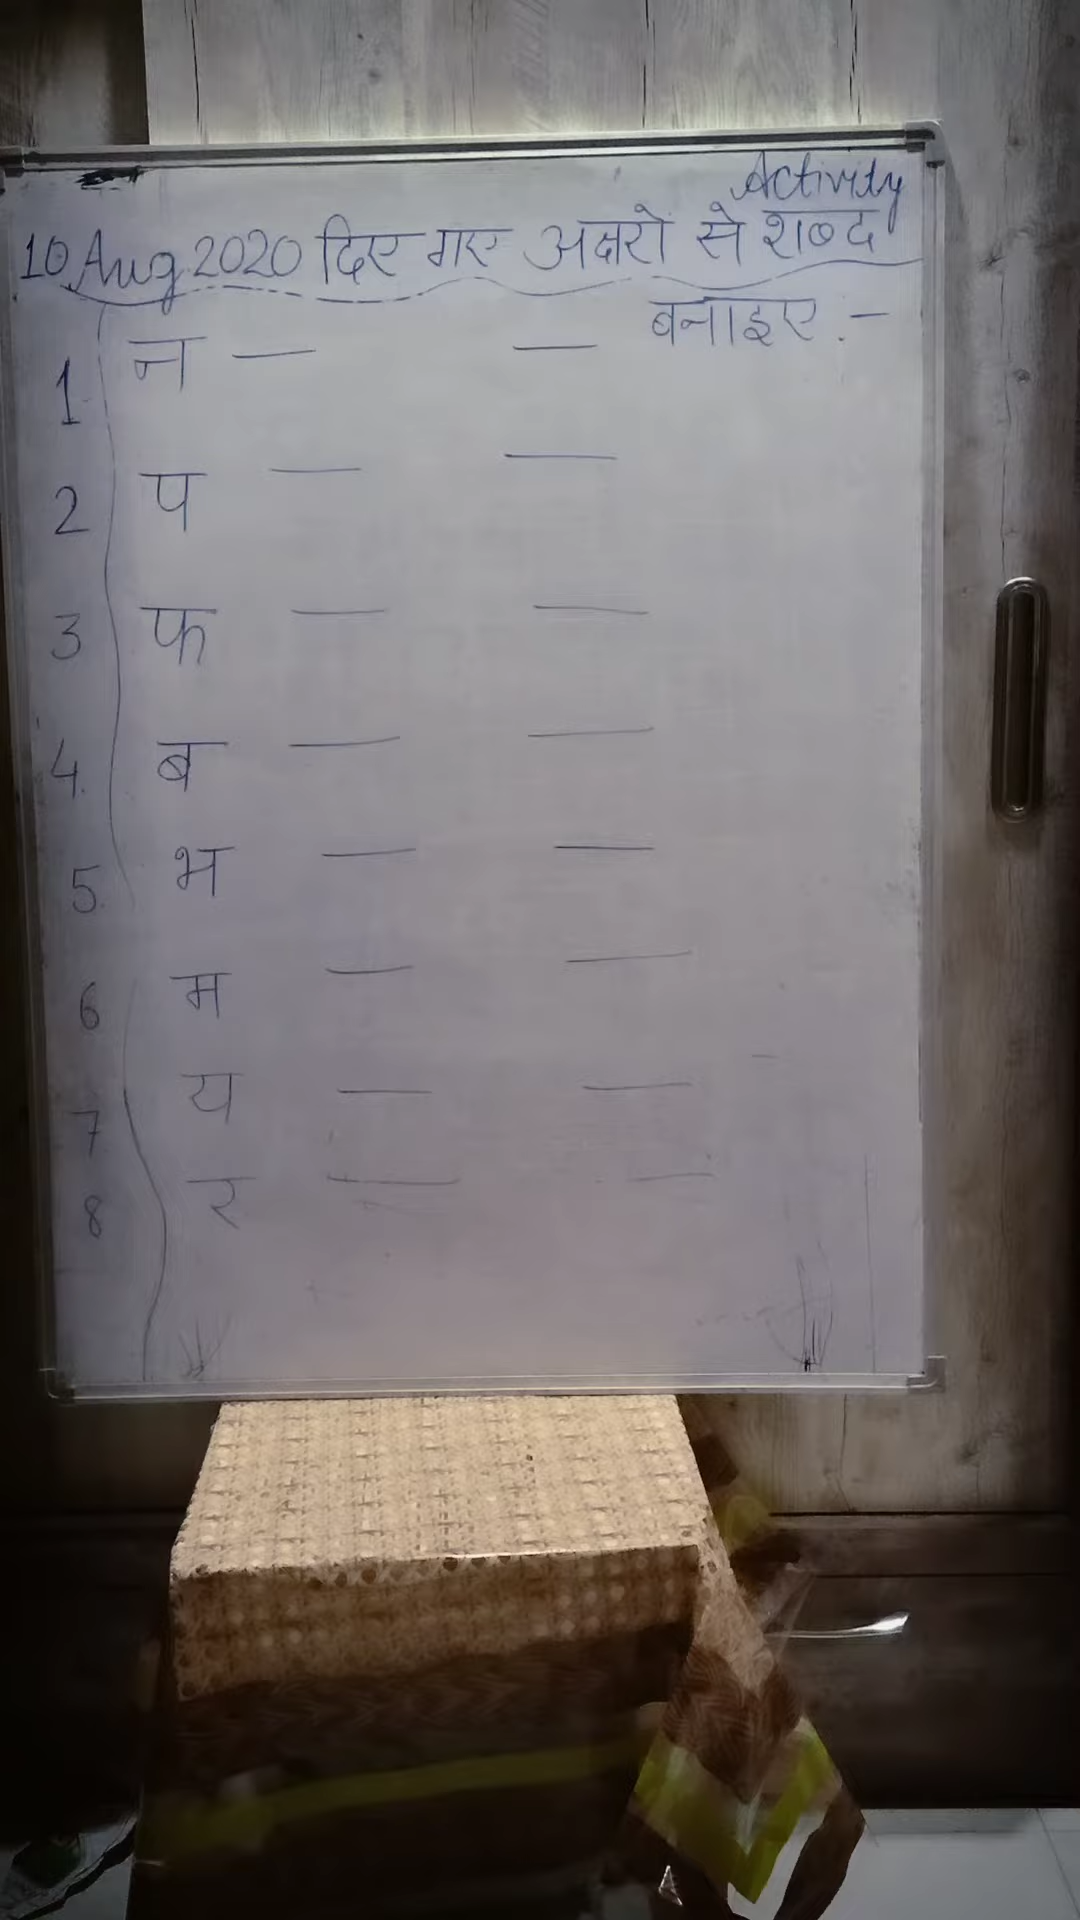 Activity
10 Aug 2020 दिए गए अक्षरों से शब्द
बनाइए :-
1 न — —
2 प — —
3 फ — —
4. ब — —
5. भ — —
6 म — —
7 य — —
8 र — —